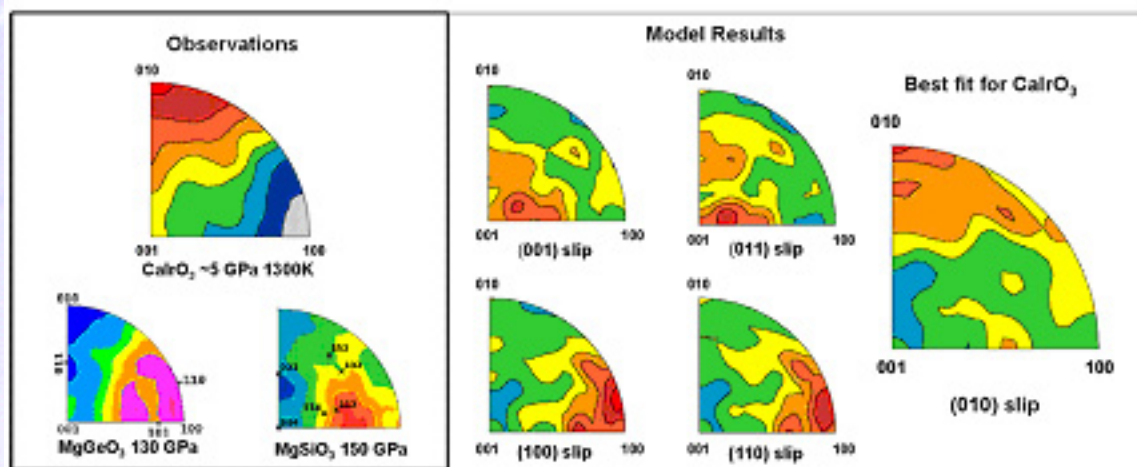 Observations
010
001 100
CaIrO₃ ~5 GPa 1300K
011
110
101 100
MgGeO₃ 130 GPa
MgSiO₃ 150 GPa
Model Results
010
001 100
(001) slip
010
001 100
(011) slip
010
001 100
(100) slip
010
001 100
(110) slip
Best fit for CaIrO₃
010
001 100
(010) slip